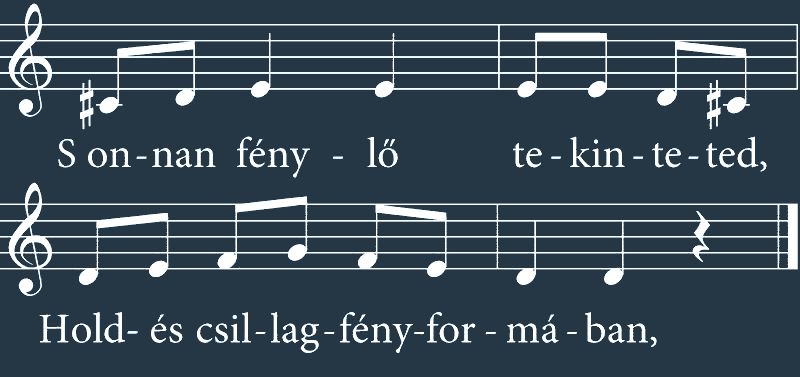 S on-nan fény - lő te - kin - te - ted,
Hold- és csil-lag-fény-for - má - ban,